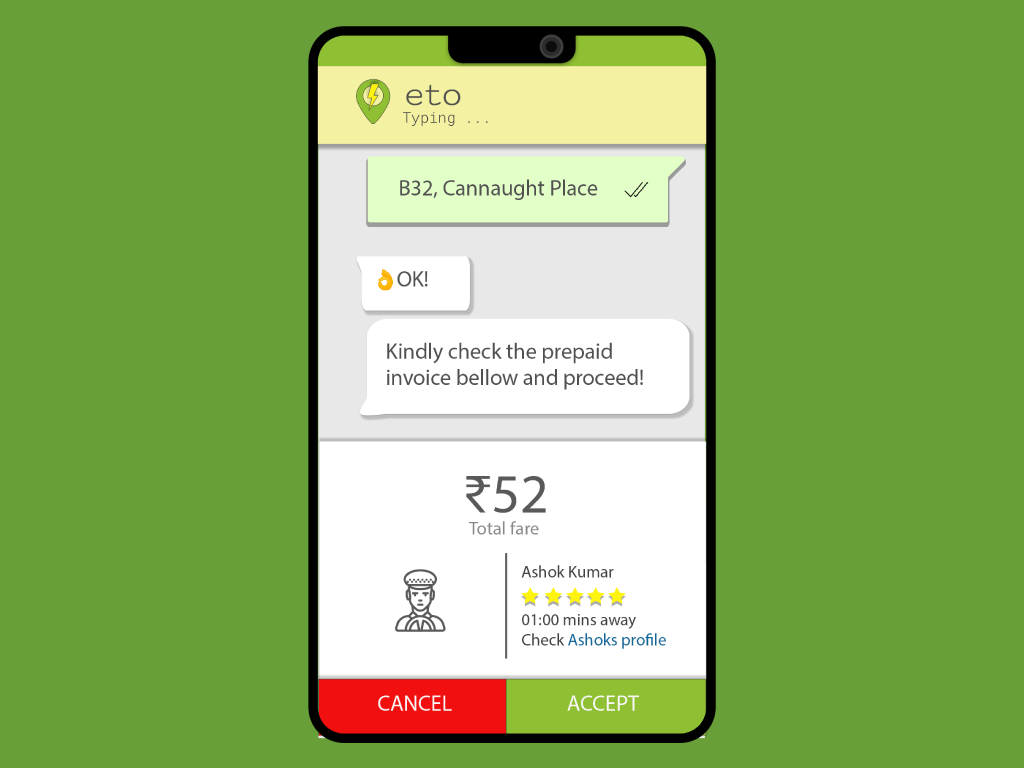 eto
Typing ...
B32, Cannaught Place
👌OK!
Kindly check the prepaid
invoice bellow and proceed!
₹52
Total fare
Ashok Kumar
01:00 mins away
Check Ashoks profile
CANCEL
ACCEPT